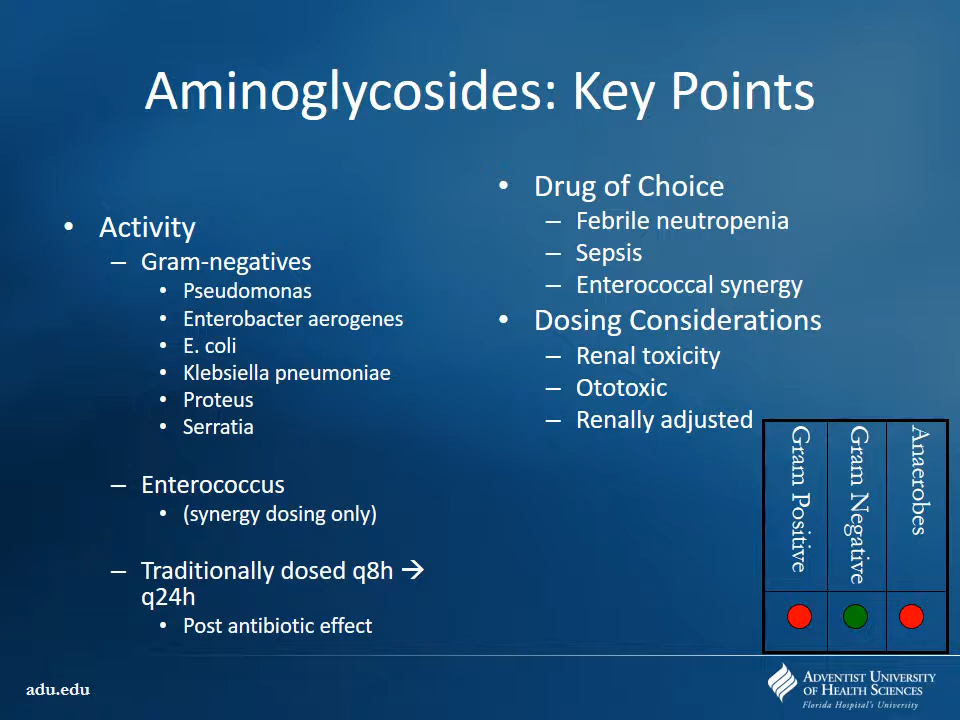 Aminoglycosides: Key Points
• Activity
– Gram-negatives
• Pseudomonas
• Enterobacter aerogenes
• E. coli
• Klebsiella pneumoniae
• Proteus
• Serratia
– Enterococcus
• (synergy dosing only)
– Traditionally dosed q8h →
q24h
• Post antibiotic effect
• Drug of Choice
– Febrile neutropenia
– Sepsis
– Enterococcal synergy
• Dosing Considerations
– Renal toxicity
– Ototoxic
– Renally adjusted
Gram Positive
Gram Negative
Anaerobes
adu.edu
Adventist University
of Health Sciences
Florida Hospital's University